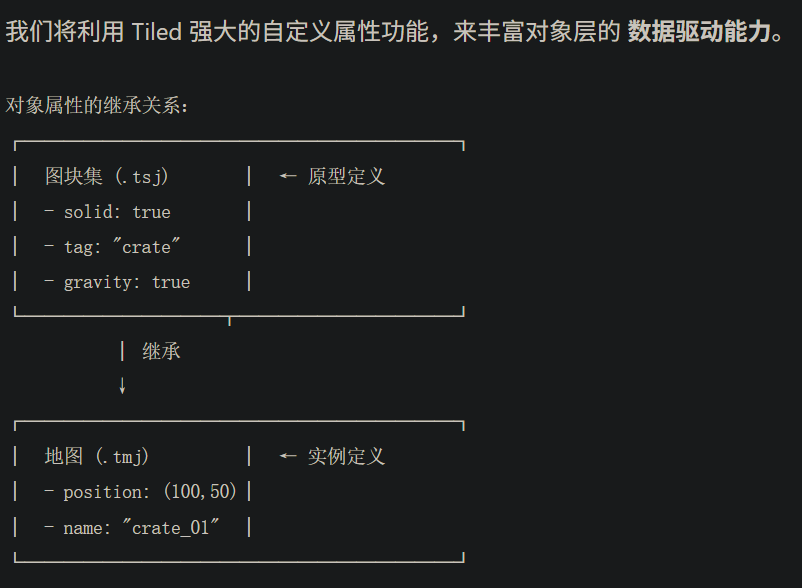 我们将利用 Tiled 强大的自定义属性功能，来丰富对象层的 数据驱动能力。
对象属性的继承关系：
┌─────────────────────┐
│ 图块集 (.tsj) │ ← 原型定义
│ - solid: true │
│ - tag: "crate" │
│ - gravity: true │
└──────────┬──────────┘
│ 继承
↓
┌─────────────────────┐
│ 地图 (.tmj) │ ← 实例定义
│ - position: (100,50) │
│ - name: "crate_01" │
└─────────────────────┘